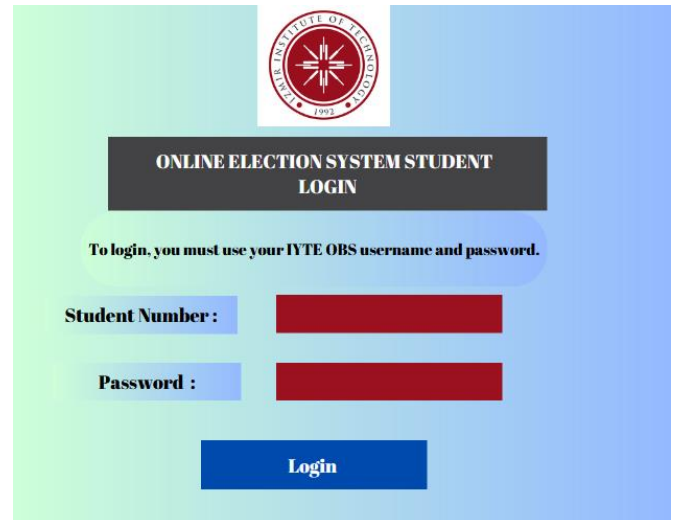 IZMIR INSTITUTE OF TECHNOLOGY
1992
ONLINE ELECTION SYSTEM STUDENT
LOGIN
To login, you must use your IYTE OBS username and password.
Student Number :
Password :
Login